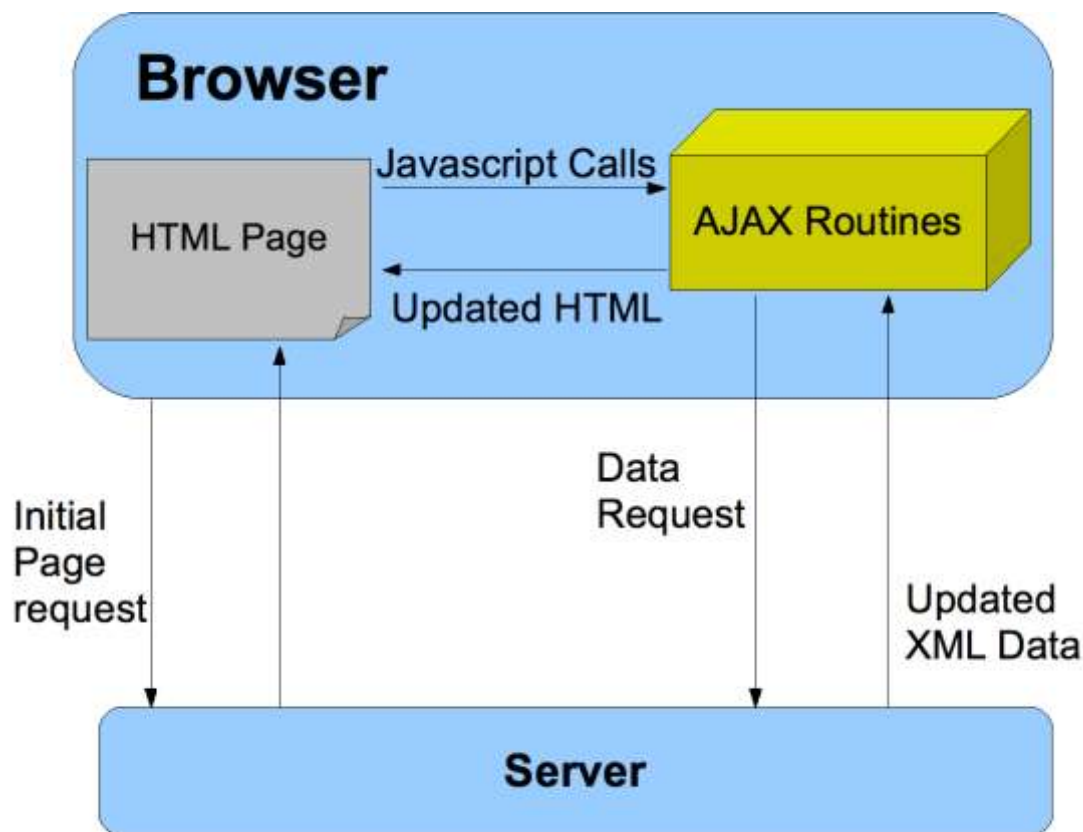 Browser
Javascript Calls
HTML Page
AJAX Routines
Updated HTML
Initial
Page
request
Data
Request
Updated
XML Data
Server